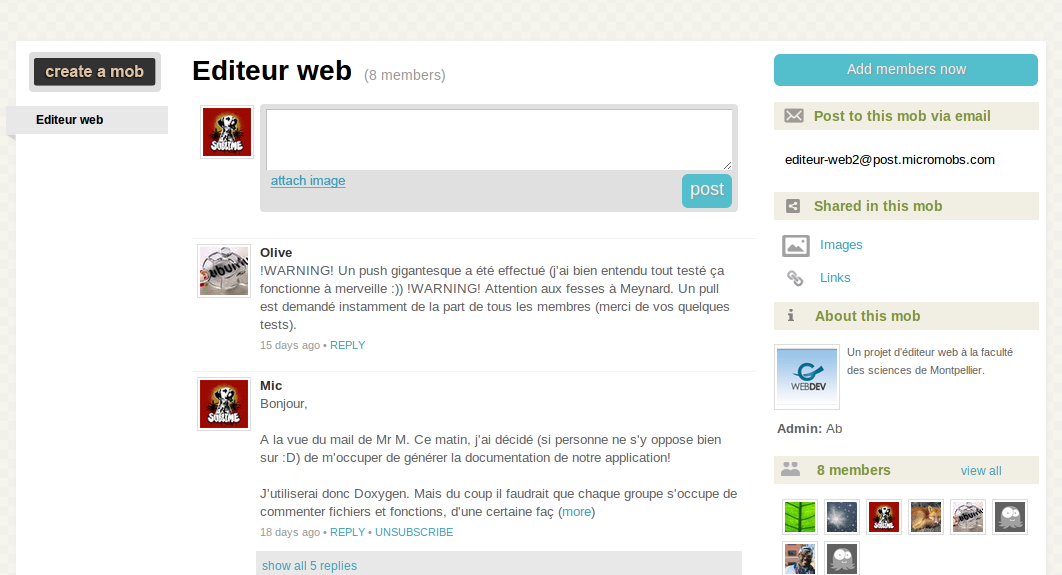 create a mob
Editeur web
Editeur web (8 members)
SUBLIME
attach image
post
Olive
!WARNING! Un push gigantesque a été effectué (j'ai bien entendu tout testé ça
fonctionne à merveille :)) !WARNING! Attention aux fesses à Meynard. Un pull
est demandé instamment de la part de tous les membres (merci de vos quelques
tests).
15 days ago • REPLY
Mic
Bonjour,
A la vue du mail de Mr M. Ce matin, j'ai décidé (si personne ne s'y oppose bien
sur :D) de m'occuper de générer la documentation de notre application!
J'utiliserai donc Doxygen. Mais du coup il faudrait que chaque groupe s'occupe de
commenter fichiers et fonctions, d'une certaine faç (more)
18 days ago • REPLY • UNSUBSCRIBE
show all 5 replies
Add members now
Post to this mob via email
editeur-web2@post.micromobs.com
Shared in this mob
Images
Links
About this mob
WEBDEV
Un projet d'éditeur web à la faculté
des sciences de Montpellier.
Admin: Ab
8 members view all